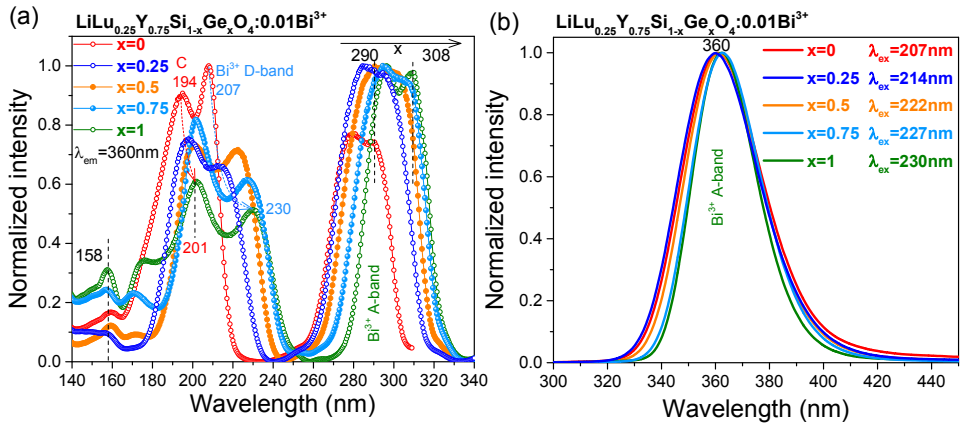 (a)
LiLu0.25Y0.75Si1-xGexO4:0.01Bi3+
x=0
x=0.25
x=0.5
x=0.75
x=1
λem=360nm
C
194
Bi3+ D-band
207
290
x
308
230
201
158
Bi3+ A-band
Normalized intensity
1.0
0.8
0.6
0.4
0.2
0.0
140 160 180 200 220 240 260 280 300 320 340
Wavelength (nm)
(b)
LiLu0.25Y0.75Si1-xGexO4:0.01Bi3+
360
x=0 λex=207nm
x=0.25 λex=214nm
x=0.5 λex=222nm
x=0.75 λex=227nm
x=1 λex=230nm
Bi3+ A-band
Normalized intensity
1.0
0.8
0.6
0.4
0.2
0.0
300 320 340 360 380 400 420 440
Wavelength (nm)